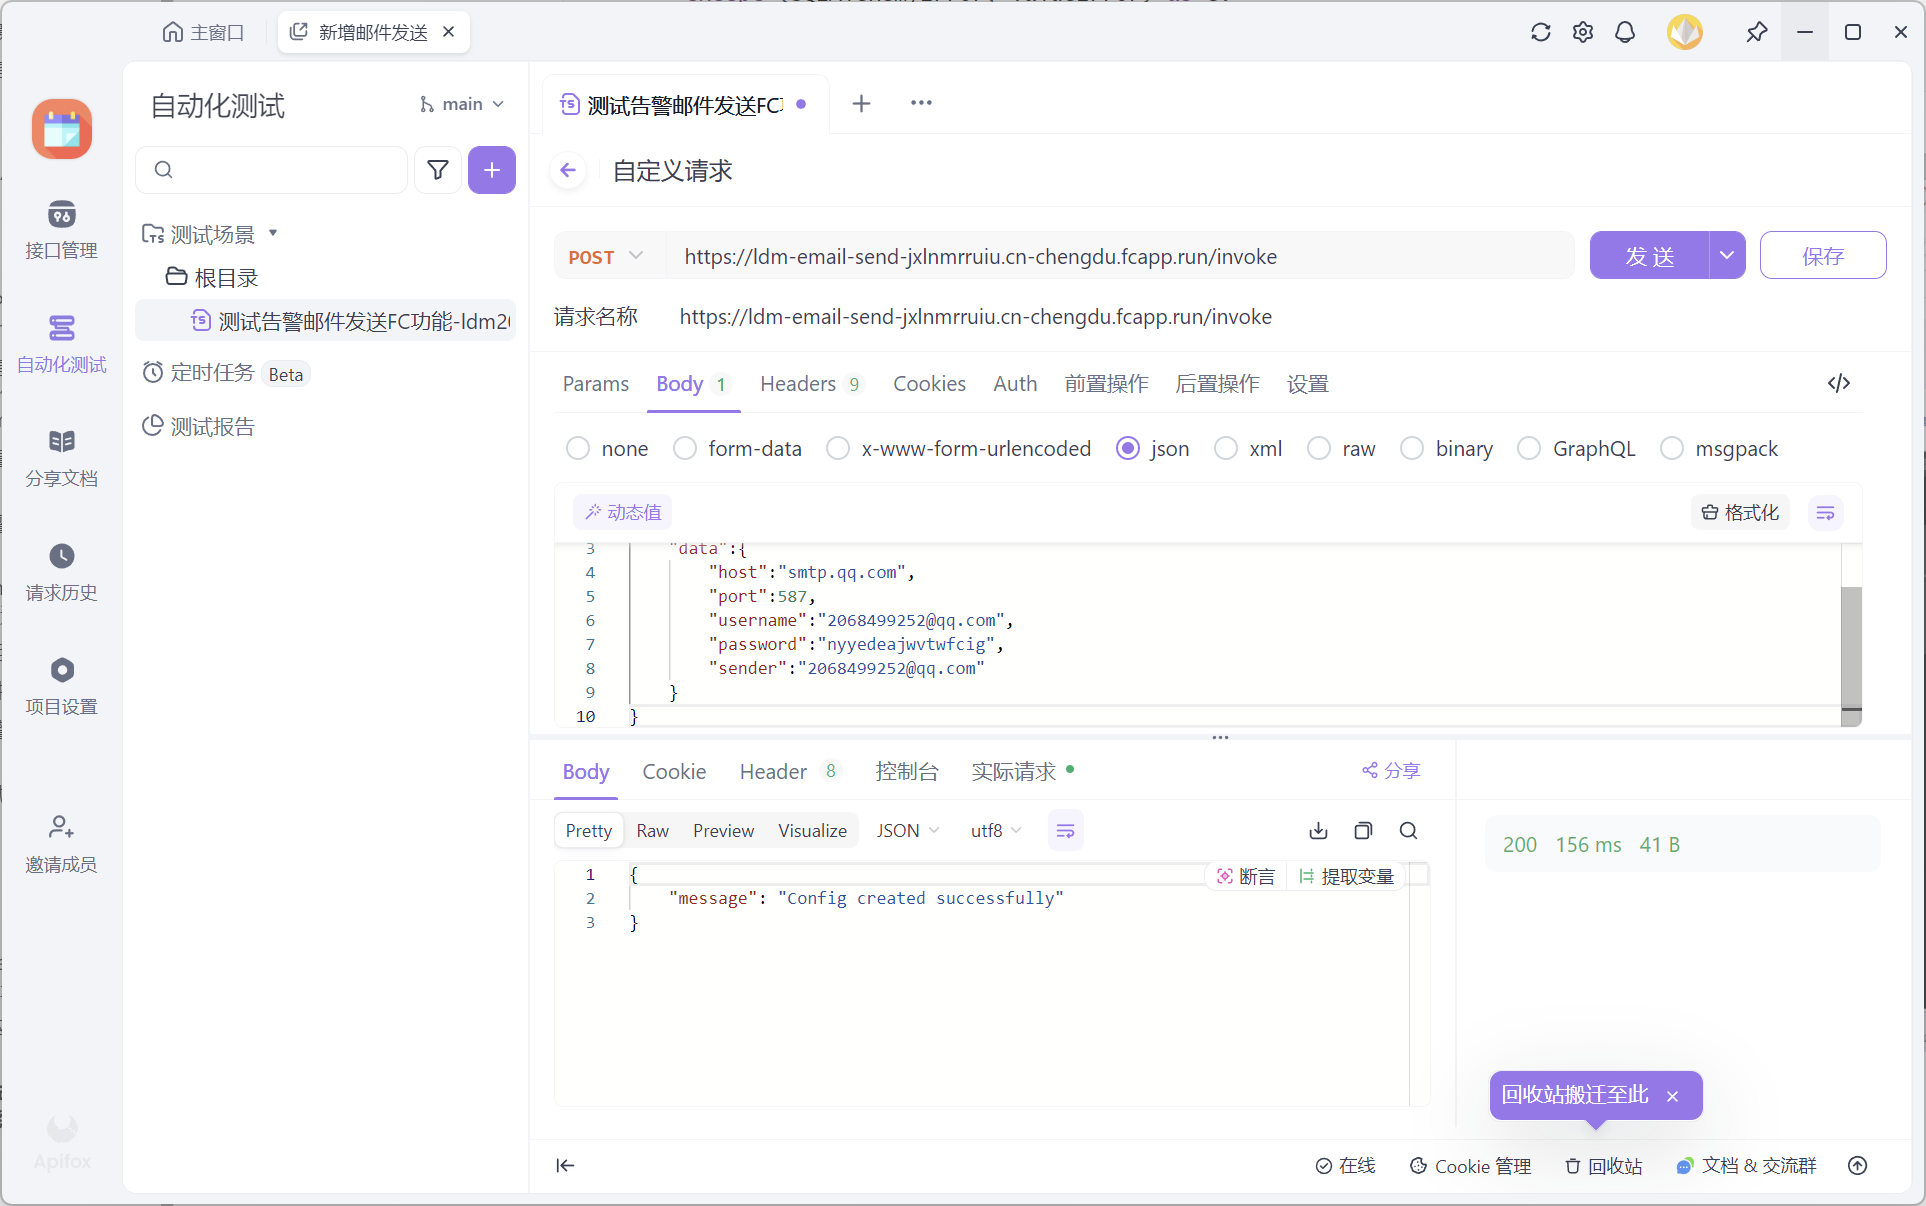 主窗口
新增邮件发送
自动化测试
main
接口管理
自动化测试
分享文档
请求历史
项目设置
邀请成员
Apifox
测试场景
根目录
测试告警邮件发送FC功能-ldm20
定时任务 Beta
测试报告
测试告警邮件发送FC功
自定义请求
POST https://ldm-email-send-jxlnmrruiu.cn-chengdu.fcapp.run/invoke
发 送
保存
请求名称 https://ldm-email-send-jxlnmrruiu.cn-chengdu.fcapp.run/invoke
Params Body 1 Headers 9 Cookies Auth 前置操作 后置操作 设置
none form-data x-www-form-urlencoded json xml raw binary GraphQL msgpack
动态值 格式化
3 "data":{
4 "host":"smtp.qq.com",
5 "port":587,
6 "username":"2068499252@qq.com",
7 "password":"nyyedeajwvtwfcig",
8 "sender":"2068499252@qq.com"
9 }
10 }
Body Cookie Header 8 控制台 实际请求 分享
Pretty Raw Preview Visualize JSON utf8
200 156 ms 41 B
断言 提取变量
1 {
2 "message": "Config created successfully"
3 }
回收站搬迁至此
在线 Cookie 管理 回收站 文档 & 交流群